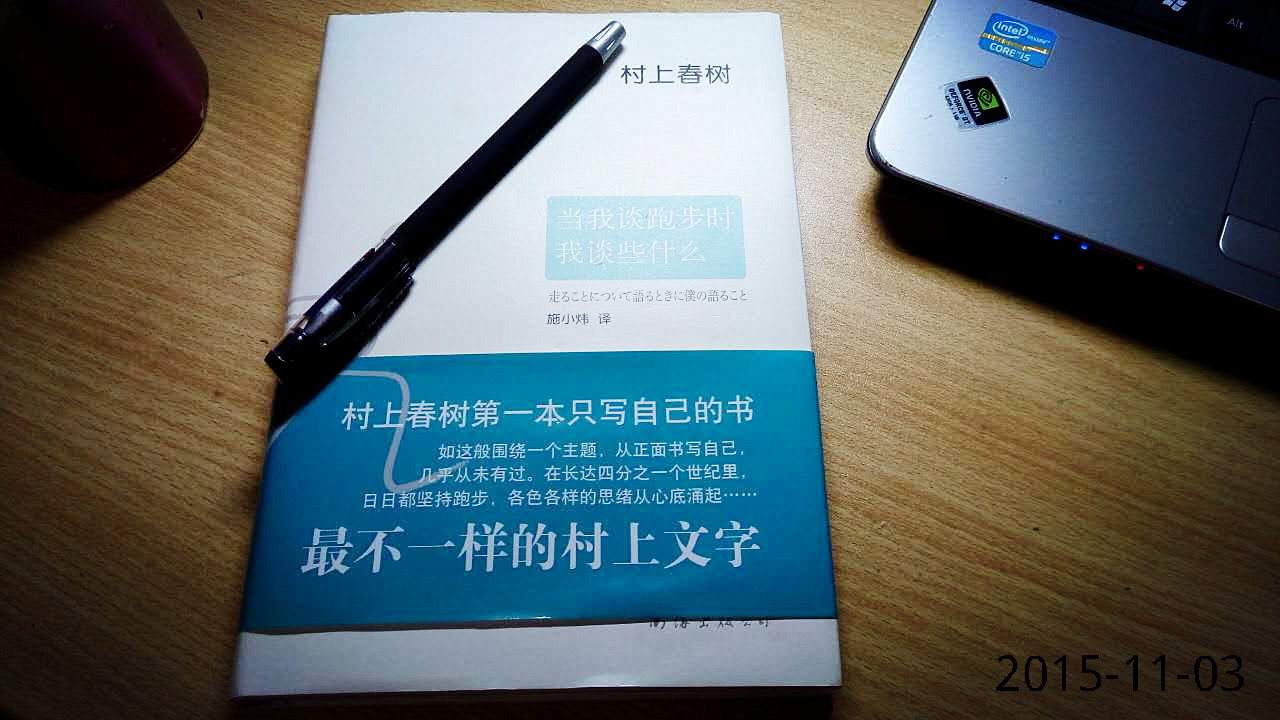 村上春树
当我谈跑步时
我谈些什么
走ることについて語るときに僕の語ること
施小炜 译
村上春树第一本只写自己的书
如这般围绕一个主题，从正面书写自己，
几乎从未有过。在长达四分之一个世纪里，
日日都坚持跑步，各色各样的思绪从心底涌起……
最不一样的村上文字
南海出版公司
Alt
intel inside™
CORE™ i5
NVIDIA
GEFORCE GT
2015-11-03